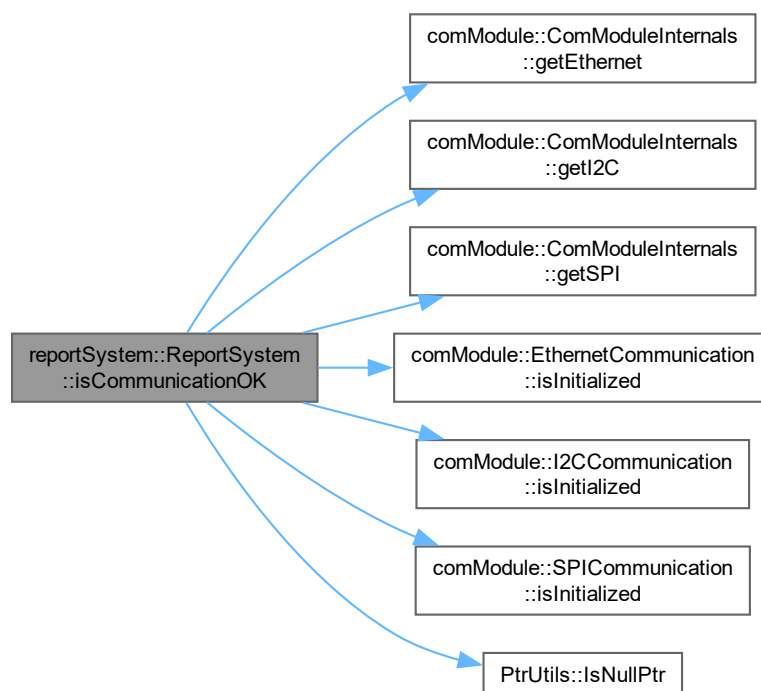 comModule::ComModuleInternals
::getEthernet
comModule::ComModuleInternals
::getI2C
comModule::ComModuleInternals
::getSPI
reportSystem::ReportSystem
::isCommunicationOK
comModule::EthernetCommunication
::isInitialized
comModule::I2CCommunication
::isInitialized
comModule::SPICommunication
::isInitialized
PtrUtils::IsNullPtr